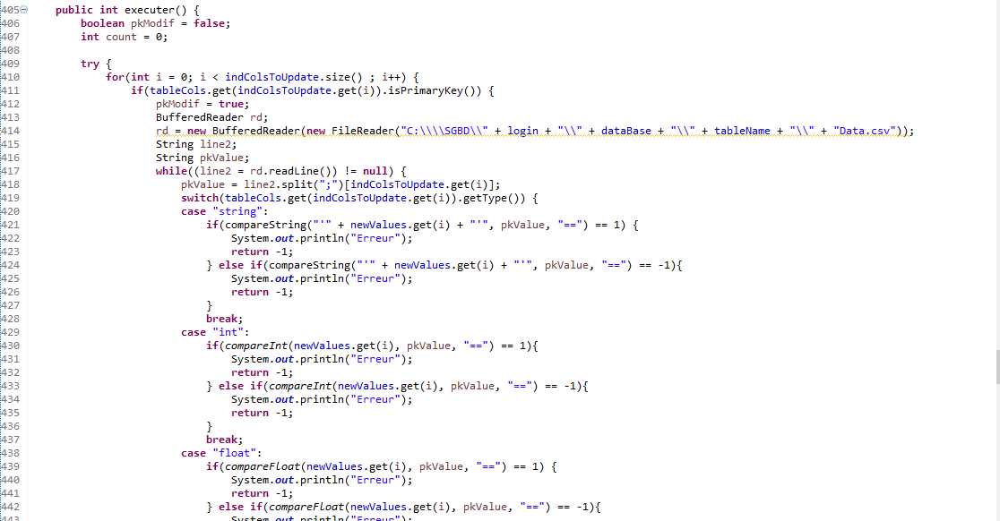 405 public int executer() {
406 boolean pkModif = false;
407 int count = 0;
408
409 try {
410 for(int i = 0; i < indColsToUpdate.size() ; i++) {
411 if(tableCols.get(indColsToUpdate.get(i)).isPrimaryKey()) {
412 pkModif = true;
413 BufferedReader rd;
414 rd = new BufferedReader(new FileReader("C:\\\\SGBD\\" + login + "\\" + dataBase + "\\" + tableName + "\\" + "Data.csv"));
415 String line2;
416 String pkValue;
417 while((line2 = rd.readLine()) != null) {
418 pkValue = line2.split(";")[indColsToUpdate.get(i)];
419 switch(tableCols.get(indColsToUpdate.get(i)).getType()) {
420 case "string":
421 if(compareString("'" + newValues.get(i) + "'", pkValue, "==") == 1) {
422 System.out.println("Erreur");
423 return -1;
424 } else if(compareString("'" + newValues.get(i) + "'", pkValue, "==") == -1){
425 System.out.println("Erreur");
426 return -1;
427 }
428 break;
429 case "int":
430 if(compareInt(newValues.get(i), pkValue, "==") == 1){
431 System.out.println("Erreur");
432 return -1;
433 } else if(compareInt(newValues.get(i), pkValue, "==") == -1){
434 System.out.println("Erreur");
435 return -1;
436 }
437 break;
438 case "float":
439 if(compareFloat(newValues.get(i), pkValue, "==") == 1) {
440 System.out.println("Erreur");
441 return -1;
442 } else if(compareFloat(newValues.get(i), pkValue, "==") == -1){
443 System.out.println("Erreur");